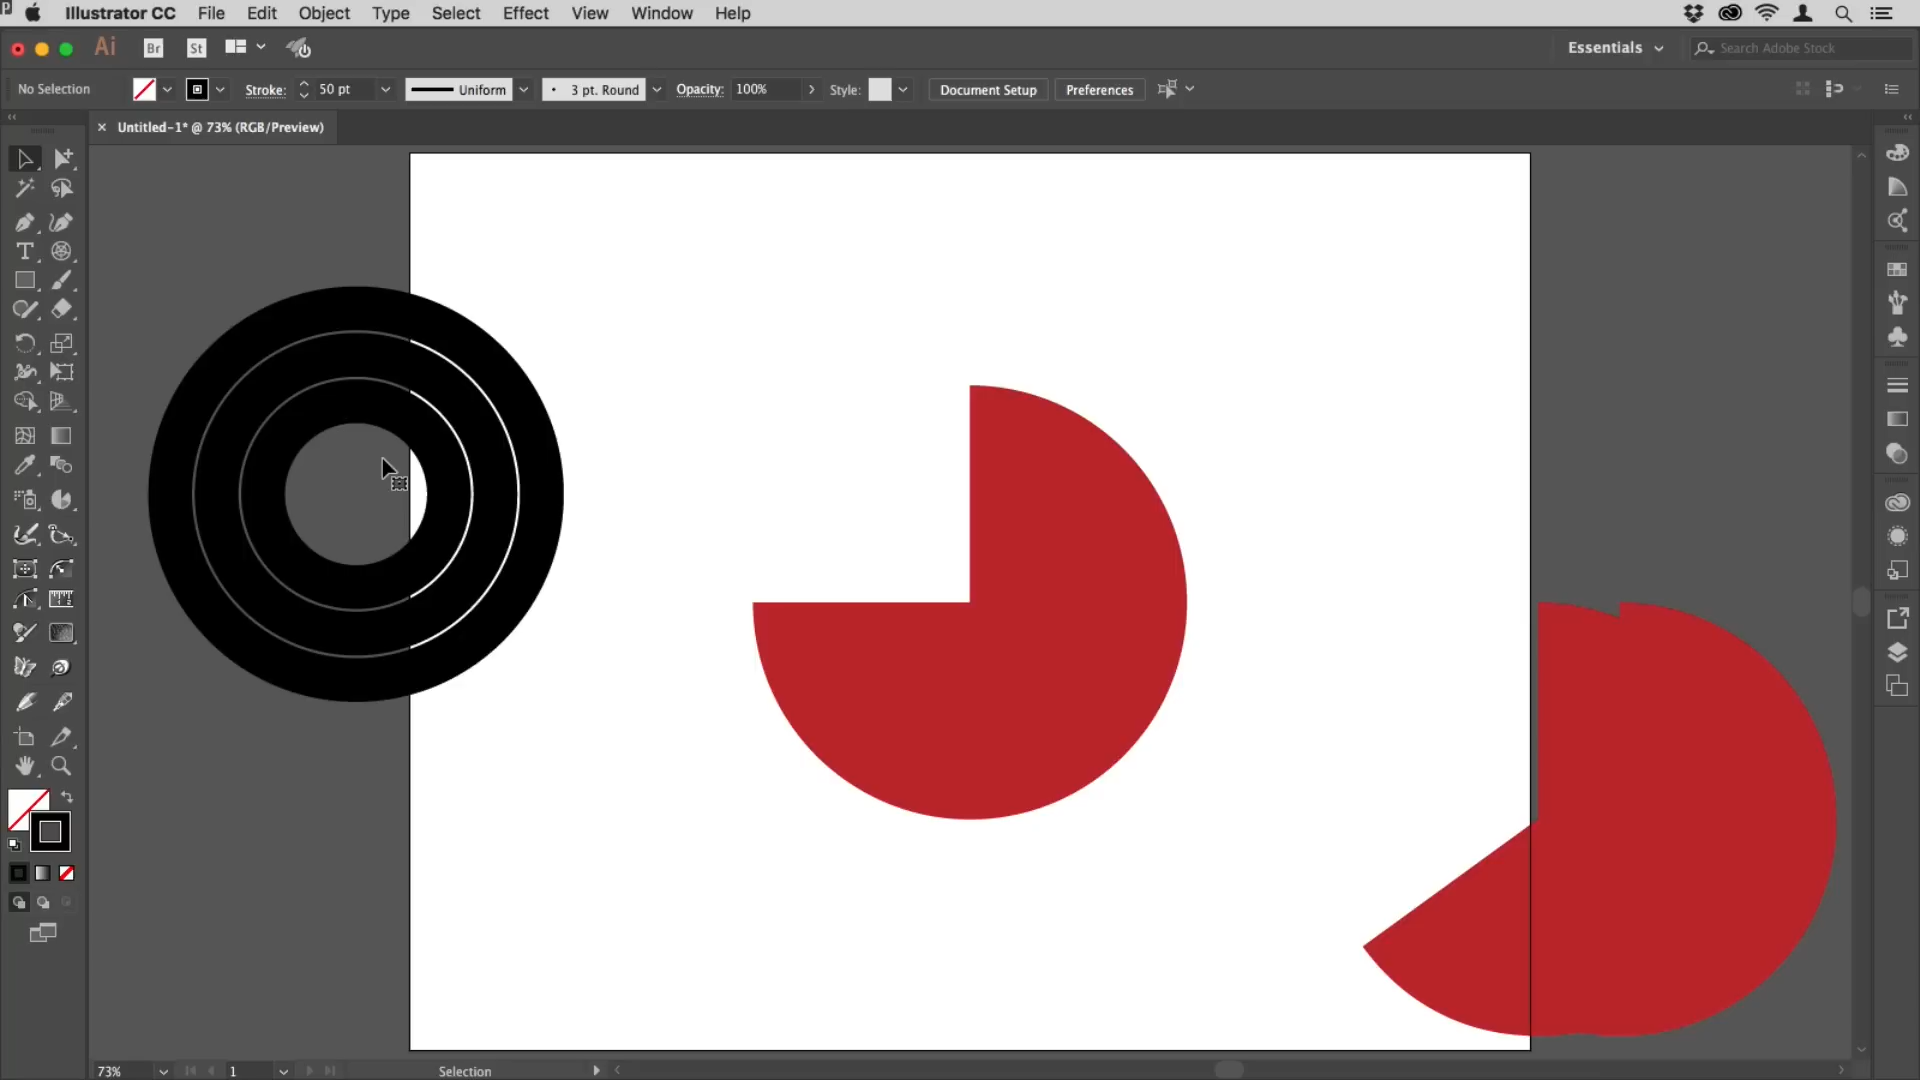 Illustrator CC File Edit Object Type Select Effect View Window Help
Ai Br St Essentials Search Adobe Stock
No Selection Stroke: 50 pt Uniform 3 pt. Round Opacity: 100% Style: Document Setup Preferences
Untitled-1* @ 73% (RGB/Preview)
T
73% 1 Selection